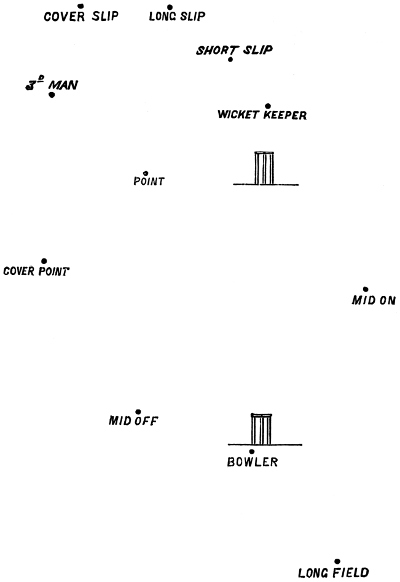 COVER SLIP
LONG SLIP
SHORT SLIP
3D MAN
WICKET KEEPER
POINT
COVER POINT
MID ON
MID OFF
BOWLER
LONG FIELD